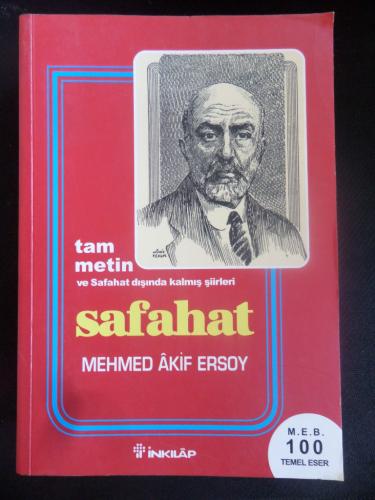 tam
metin
ve Safahat dışında kalmış şiirleri
safahat
MEHMED ÂKİF ERSOY
M.E.B.
100
TEMEL ESER
İNKILÂP